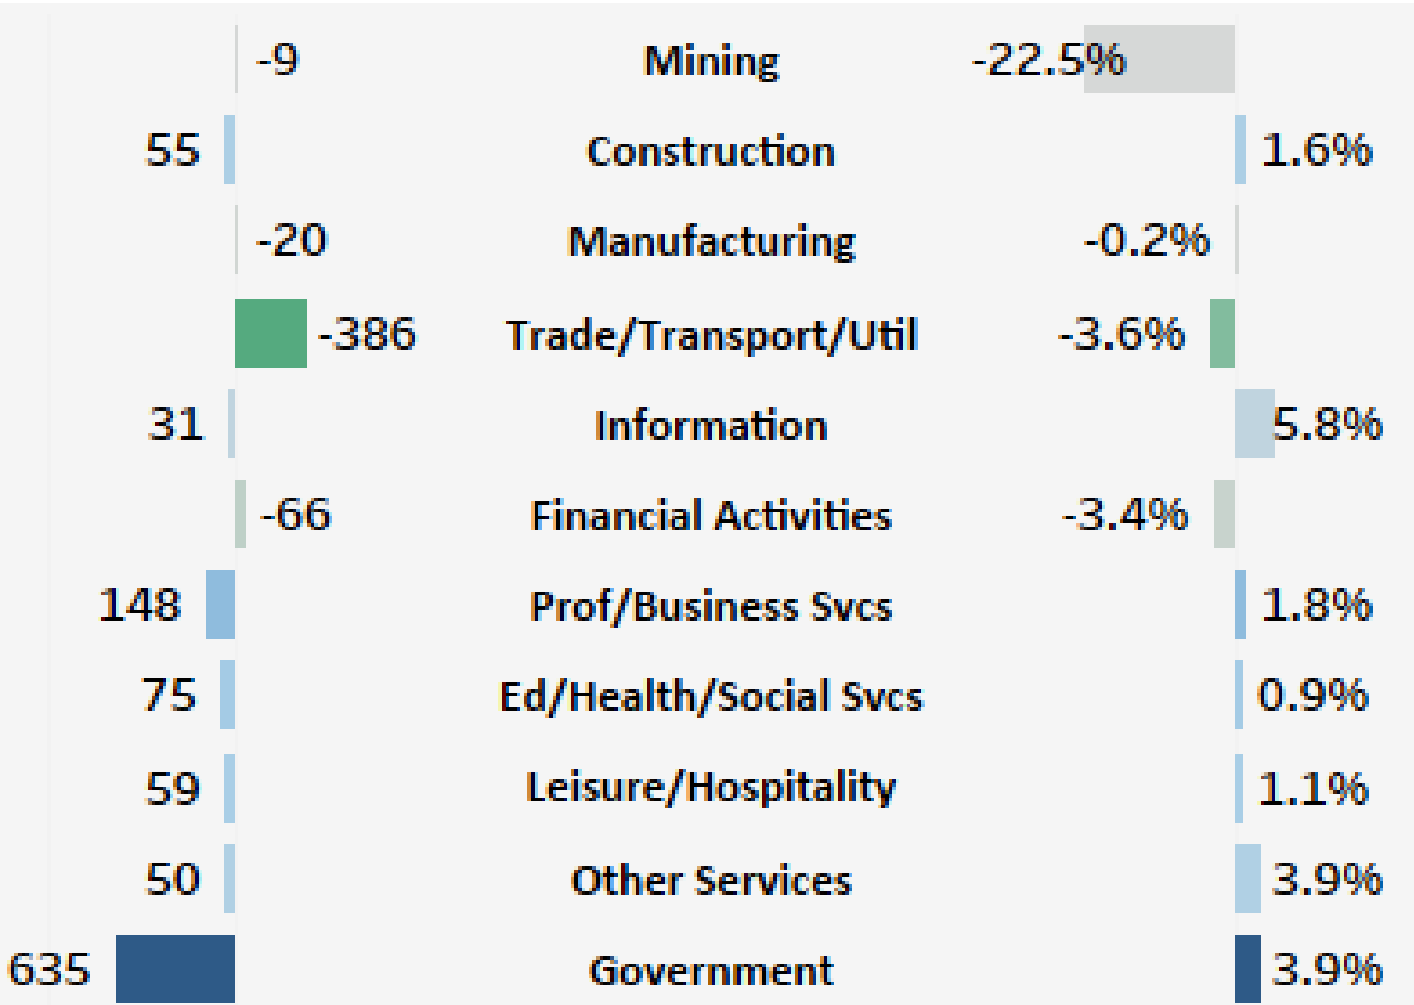 -9 Mining -22.5%
55 Construction 1.6%
-20 Manufacturing -0.2%
-386 Trade/Transport/Util -3.6%
31 Information 5.8%
-66 Financial Activities -3.4%
148 Prof/Business Svcs 1.8%
75 Ed/Health/Social Svcs 0.9%
59 Leisure/Hospitality 1.1%
50 Other Services 3.9%
635 Government 3.9%